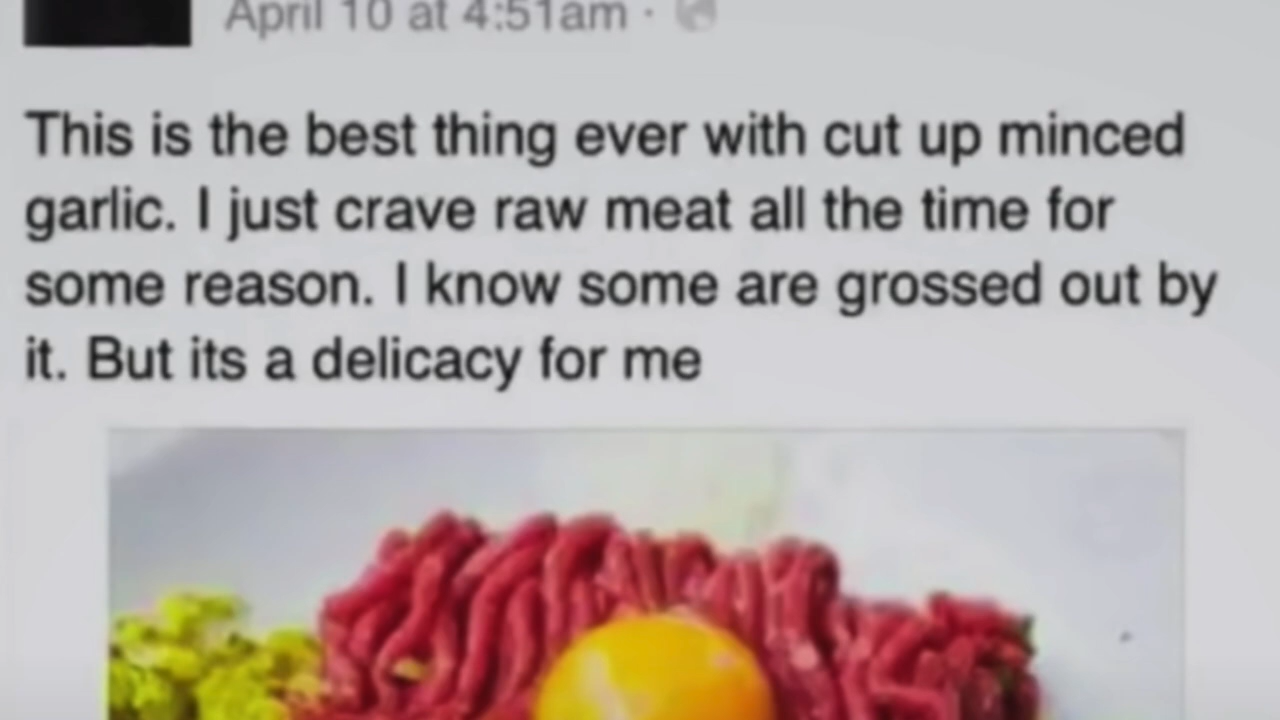 April 10 at 4:51am ·
This is the best thing ever with cut up minced
garlic. I just crave raw meat all the time for
some reason. I know some are grossed out by
it. But its a delicacy for me